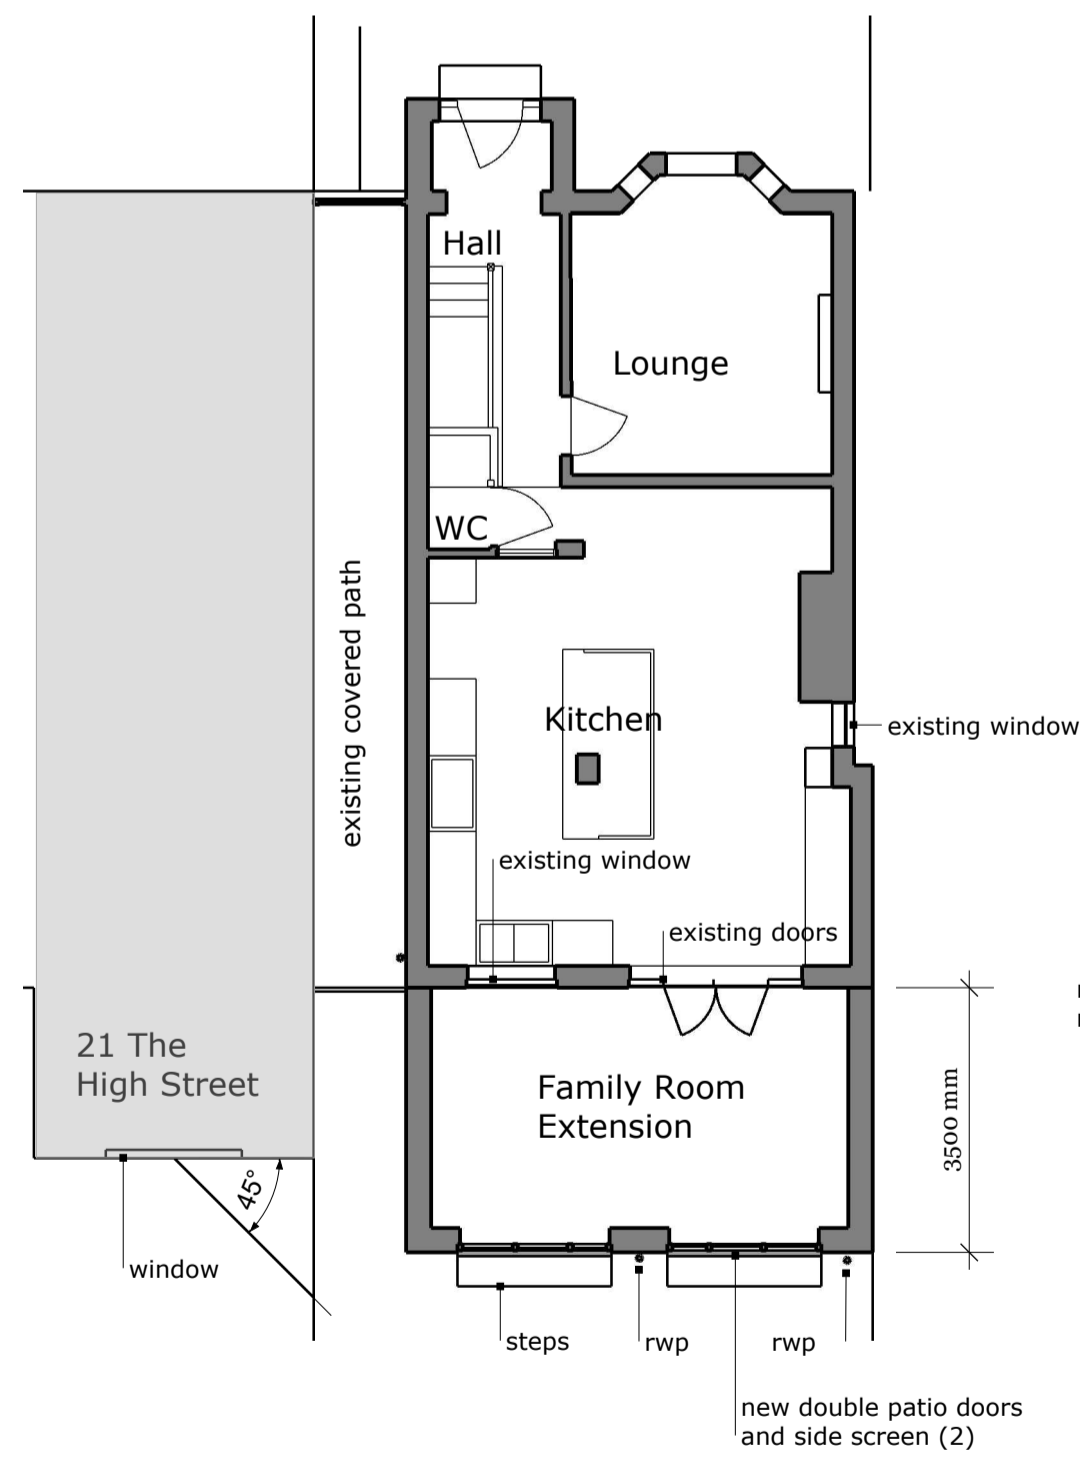 Hall
Lounge
WC
existing covered path
Kitchen
existing window
existing window
existing doors
21 The
High Street
Family Room
Extension
3500 mm
45°
window
steps
rwp
rwp
new double patio doors
and side screen (2)